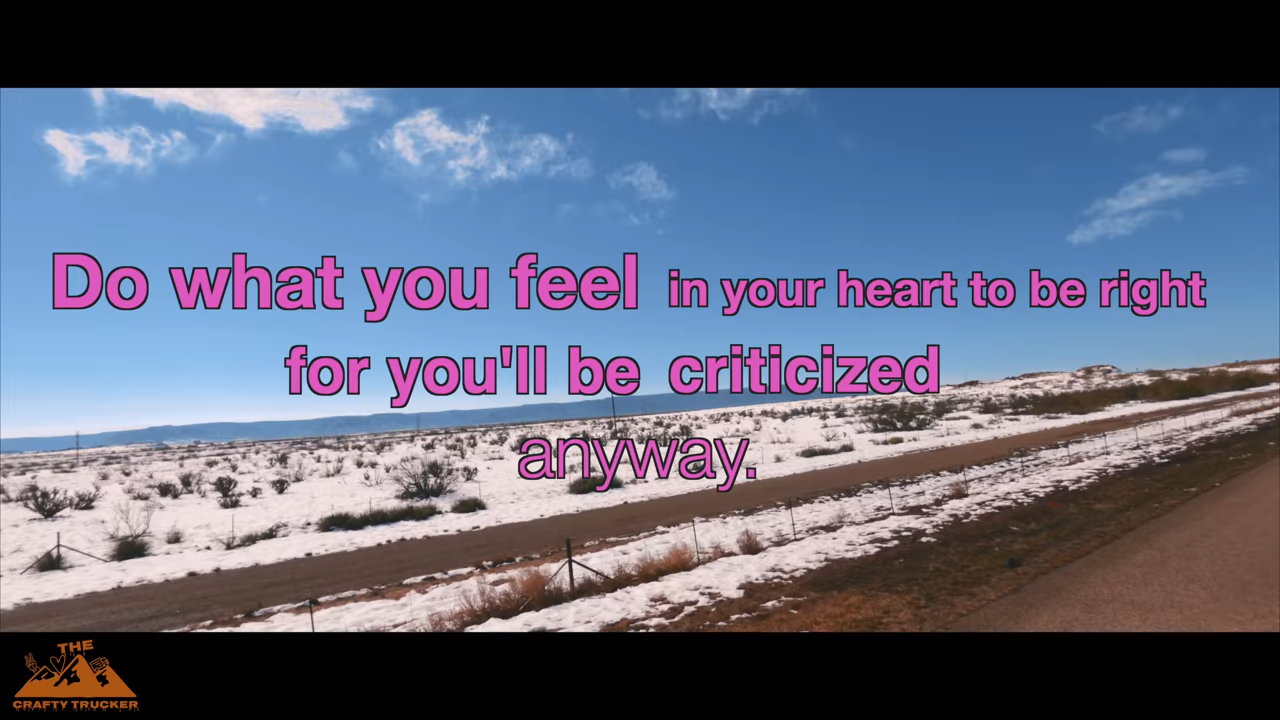 Do what you feel in your heart to be right
for you'll be criticized
anyway.
THE
CRAFTY TRUCKER